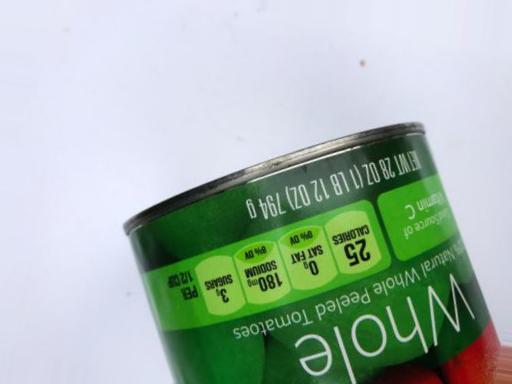 Whole
Natural Whole Peeled Tomatoes
Source of
Vitamin C
25
CALORIES
0g
SAT FAT
0% DV
180mg
SODIUM
8% DV
3g
SUGARS
PER
1/2 CUP
NET WT 28 OZ (1 LB 12 OZ) 794 g